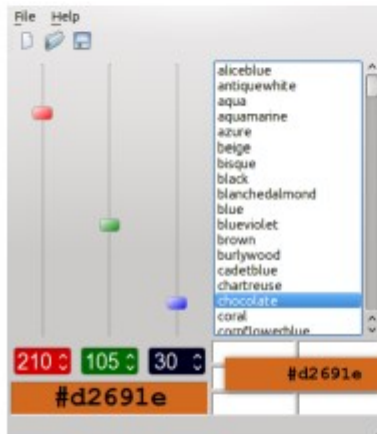 File Help
aliceblue
antiquewhite
aqua
aquamarine
azure
beige
bisque
black
blanchedalmond
blue
blueviolet
brown
burlywood
cadetblue
chartreuse
chocolate
coral
cornflowerblue
210 105 30
#d2691e
#d2691e